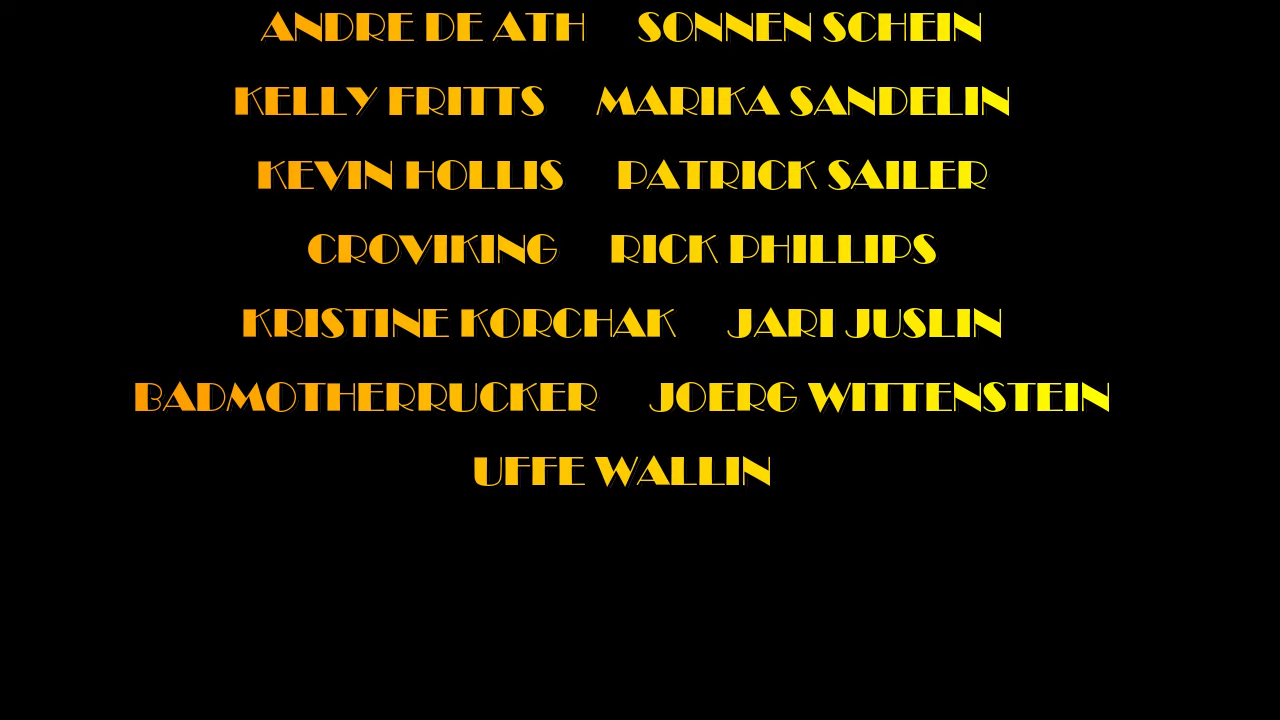 ANDRE DE ATH SONNEN SCHEIN
KELLY FRITTS MARIKA SANDELIN
KEVIN HOLLIS PATRICK SAILER
CROVIKING RICK PHILLIPS
KRISTINE KORCHAK JARI JUSLIN
BADMOTHERRUCKER JOERG WITTENSTEIN
UFFE WALLIN